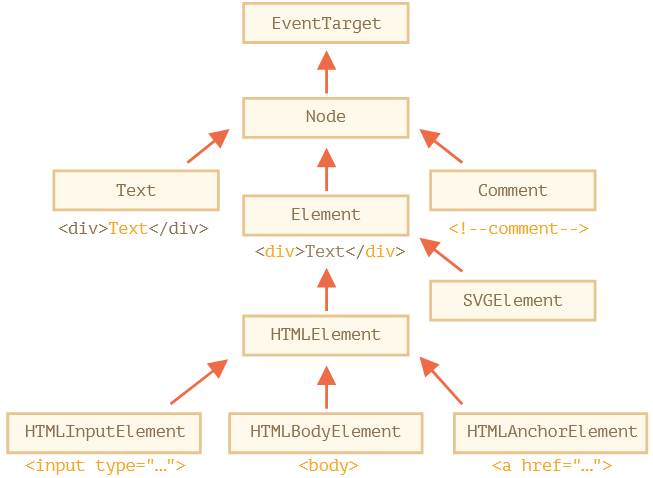 EventTarget
Node
Text
Comment
<div>Text</div>
Element
<!--comment-->
<div>Text</div>
SVGElement
HTMLElement
HTMLInputElement
HTMLBodyElement
HTMLAnchorElement
<input type="…">
<body>
<a href="…">